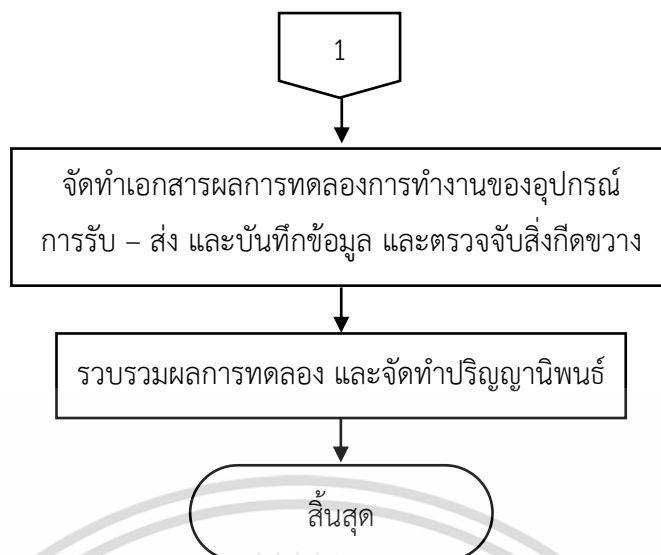 1
จัดทำเอกสารผลการทดลองการทำงานของอุปกรณ์
การรับ – ส่ง และบันทึกข้อมูล และตรวจจับสิ่งกีดขวาง
รวบรวมผลการทดลอง และจัดทำปริญญานิพนธ์
สิ้นสุด